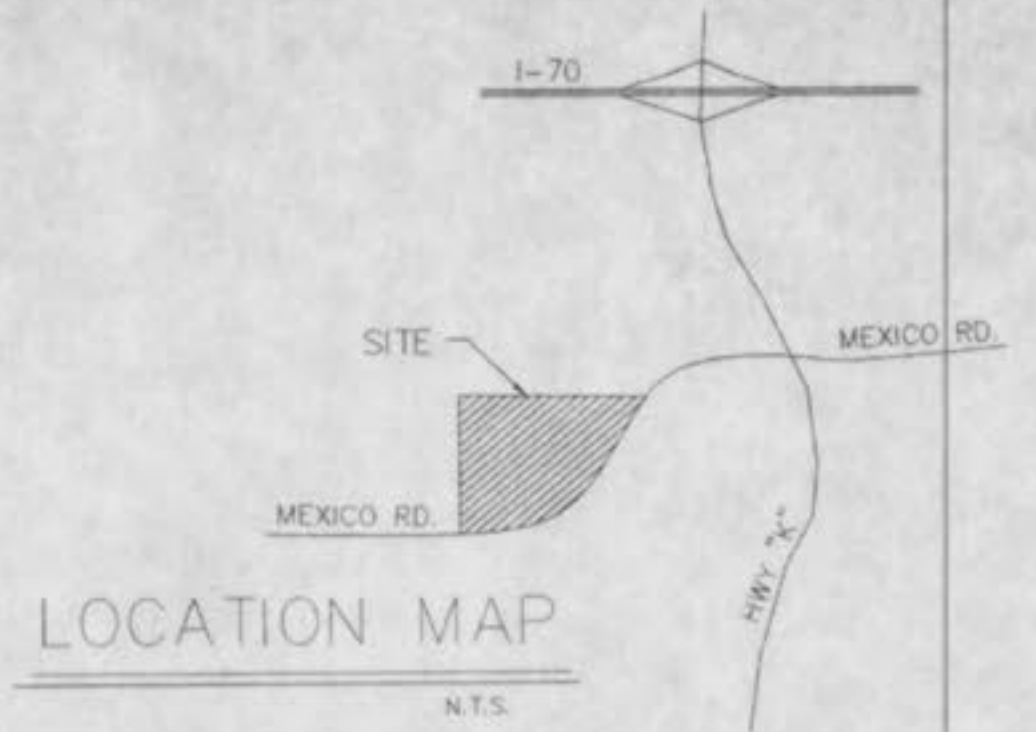 I-70
SITE
MEXICO RD.
MEXICO RD.
HWY "K"
LOCATION MAP
N.T.S.